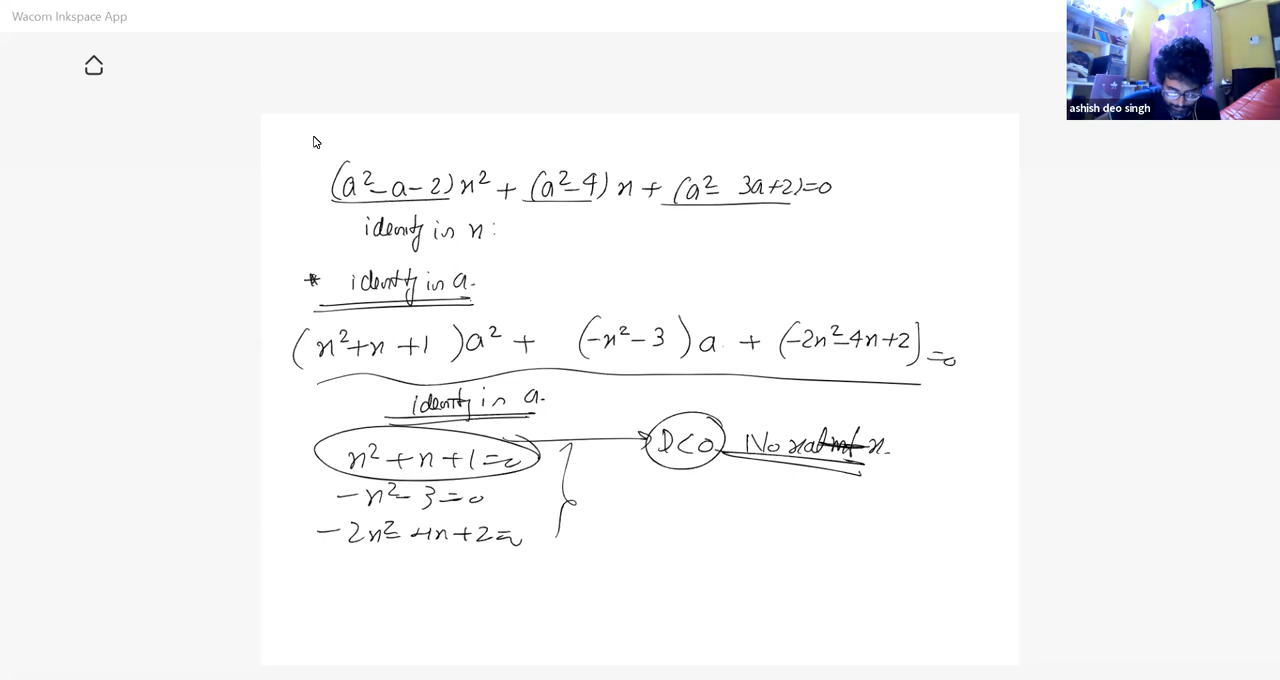 Wacom Inkspace App
ashish deo singh
(a²-a-2)x² + (a²-4)x + (a²- 3a+2)=0
identity in x:
* identity in a.
(x²+x+1)a² + (-x²-3)a + (-2x²-4x+2]=0
identity in a.
x²+x+1=0 → D<0 No x.
-x²-3=0
-2x²-4x+2=0